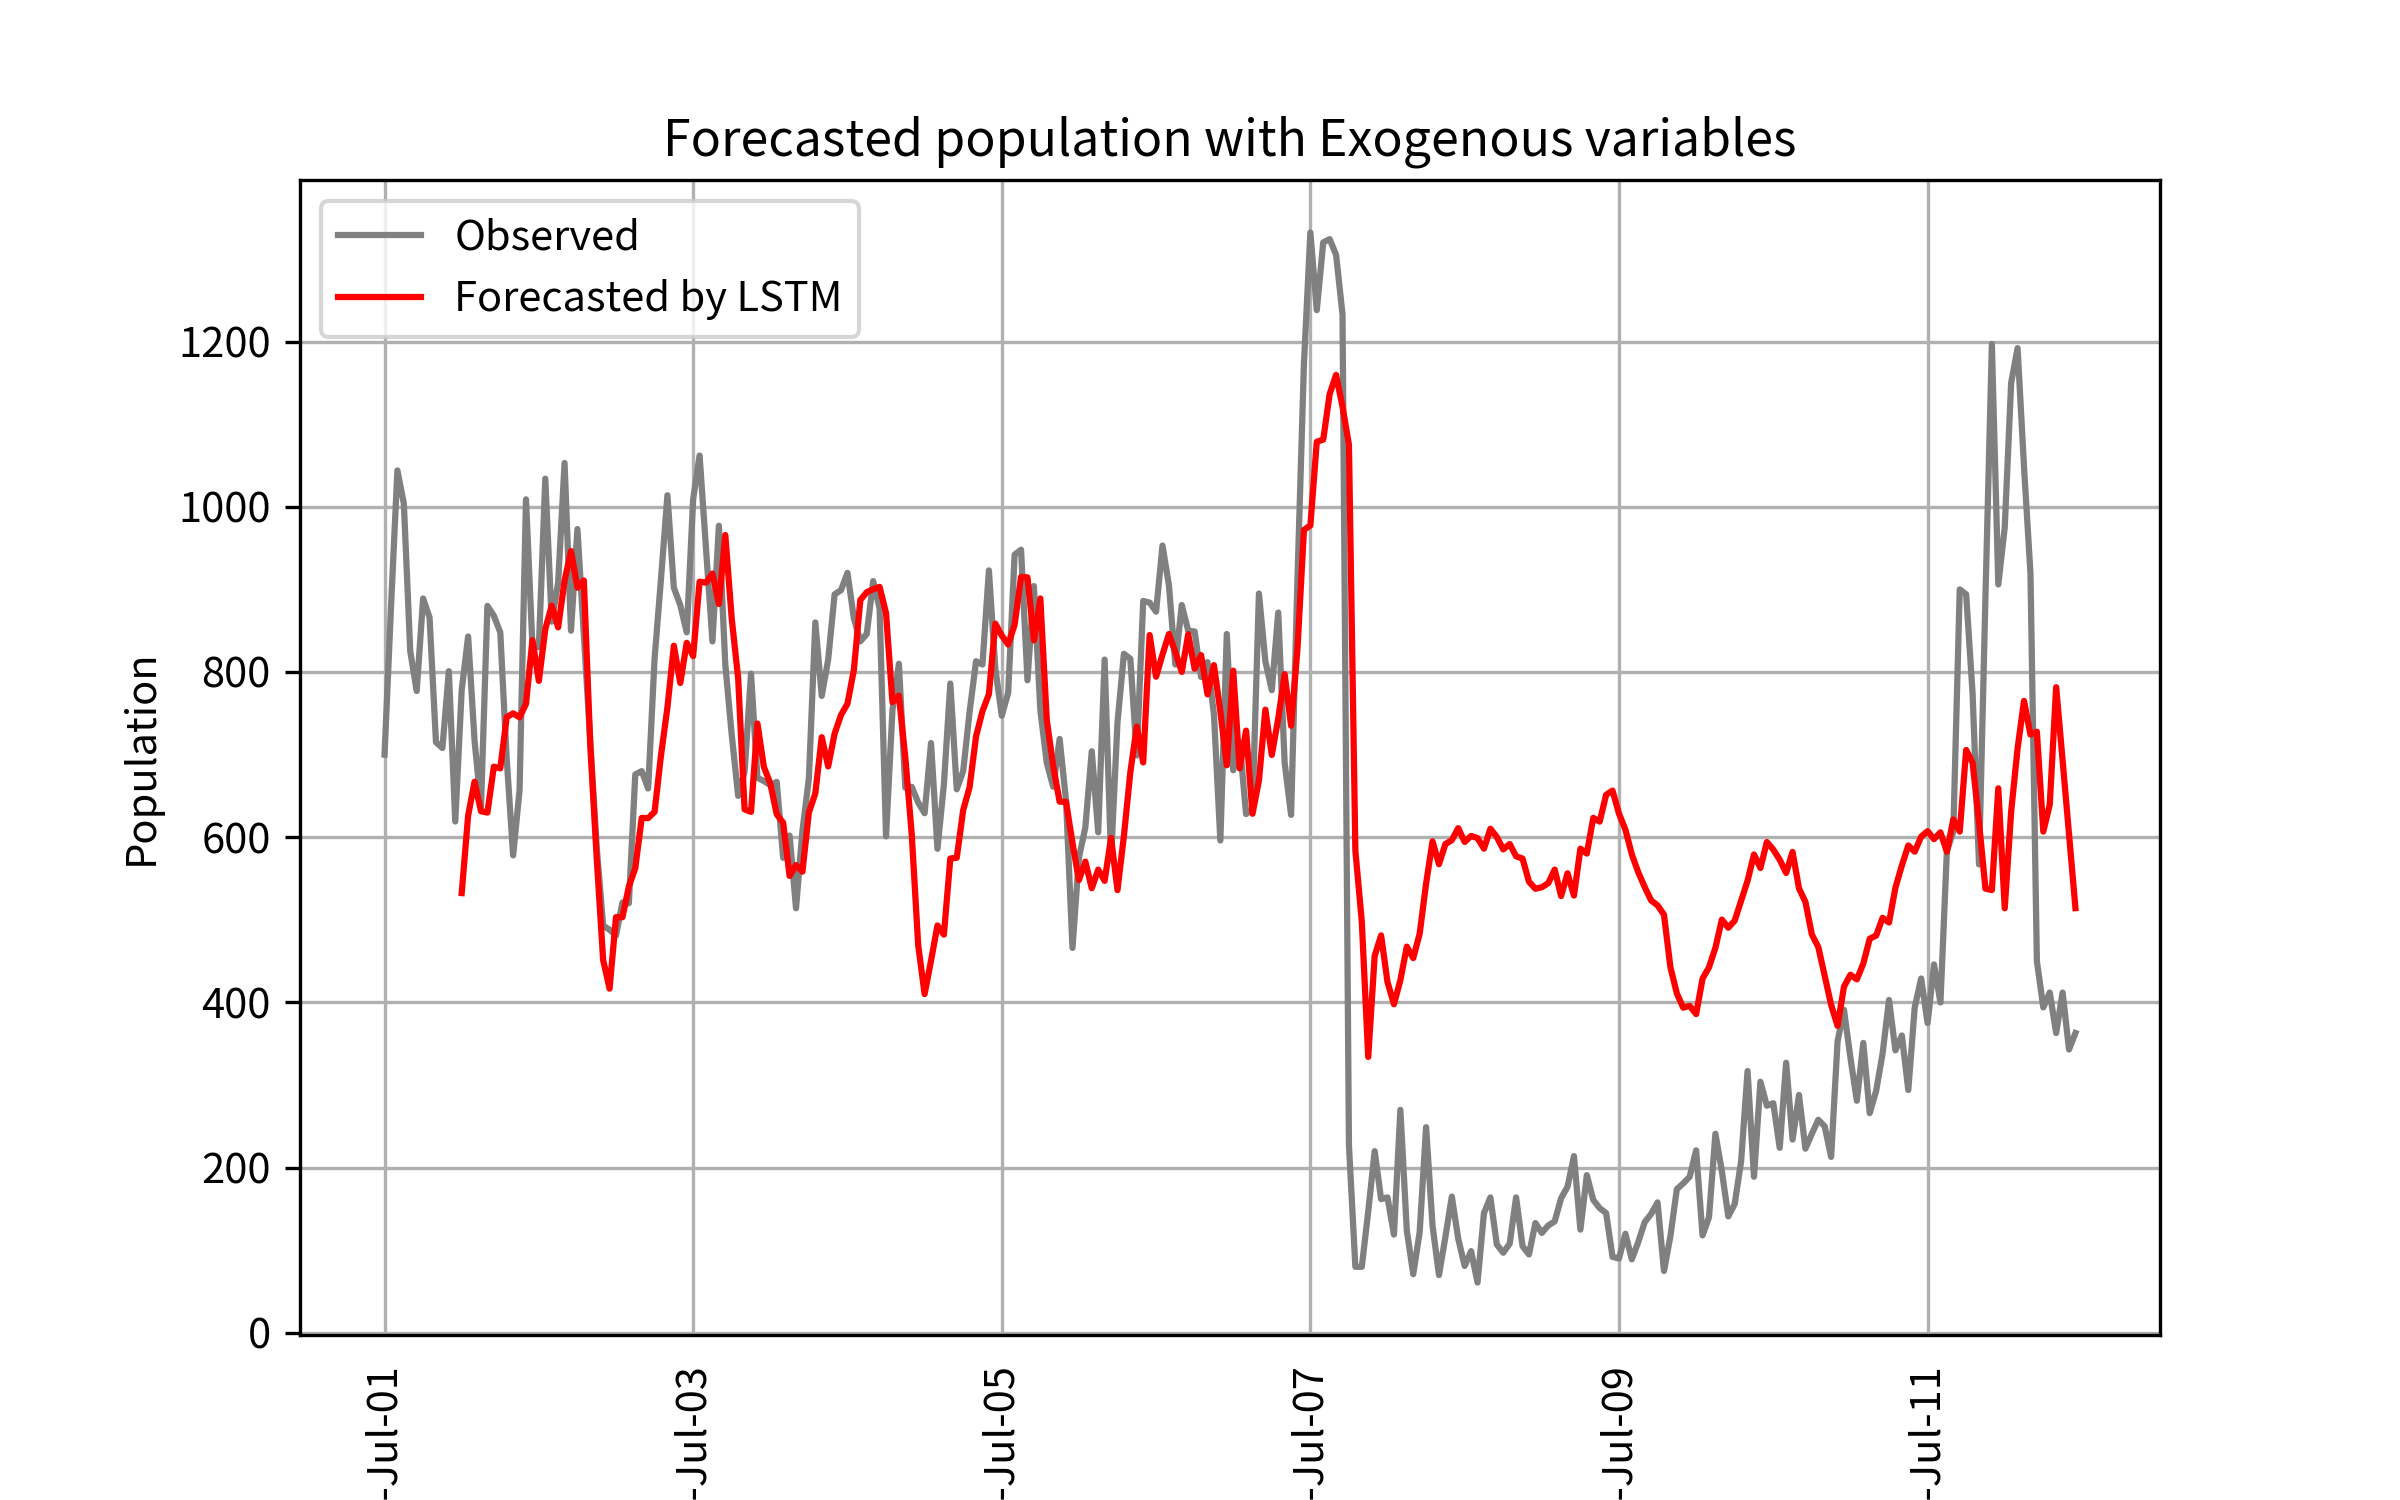 Forecasted population with Exogenous variables
Observed
Forecasted by LSTM
Population
1200
1000
800
600
400
200
0
-Jul-01
-Jul-03
-Jul-05
-Jul-07
-Jul-09
-Jul-11